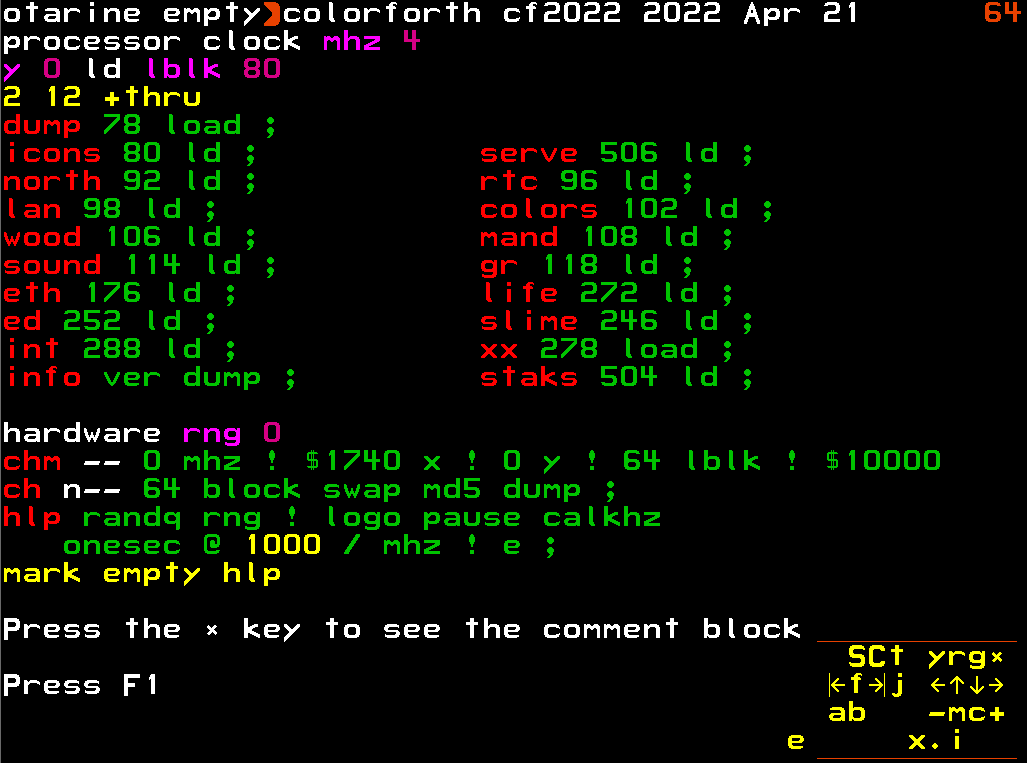 otarine empty colorforth cf2022 2022 Apr 21 64
processor clock mhz 4
y 0 ld lblk 80
2 12 +thru
dump 78 load ;
icons 80 ld ; serve 506 ld ;
north 92 ld ; rtc 96 ld ;
lan 98 ld ; colors 102 ld ;
wood 106 ld ; mand 108 ld ;
sound 114 ld ; gr 118 ld ;
eth 176 ld ; life 272 ld ;
ed 252 ld ; slime 246 ld ;
int 288 ld ; xx 278 load ;
info ver dump ; staks 504 ld ;
hardware rng 0
chm -- 0 mhz ! $1740 x ! 0 y ! 64 lblk ! $10000
ch n-- 64 block swap md5 dump ;
hlp randq rng ! logo pause calkhz
onesec @ 1000 / mhz ! e ;
mark empty hlp
Press the × key to see the comment block
SC† yrg×
Press F1 |←f→|j ←↑↓→
ab -mc+
e x.i